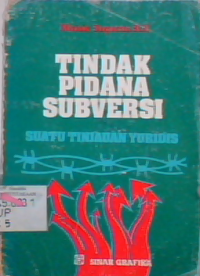 TINDAK
PIDANA
SUBVERSI
SUATU TINJAUAN YURIDIS
SINAR GRAFIKA